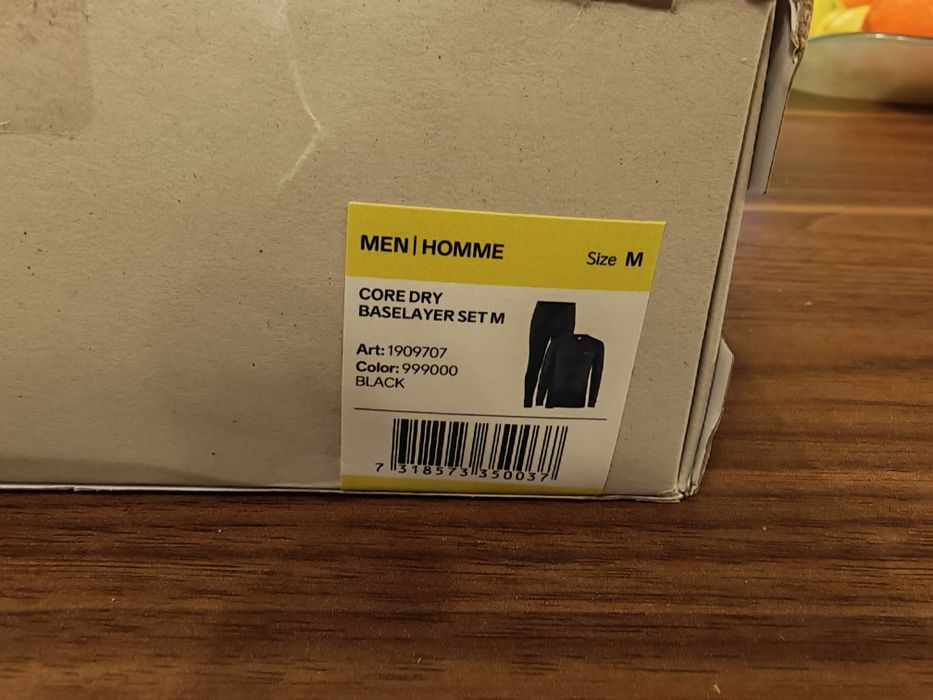 MEN | HOMME Size M
CORE DRY
BASELAYER SET M
Art: 1909707
Color: 999000
BLACK
7 318573 350037